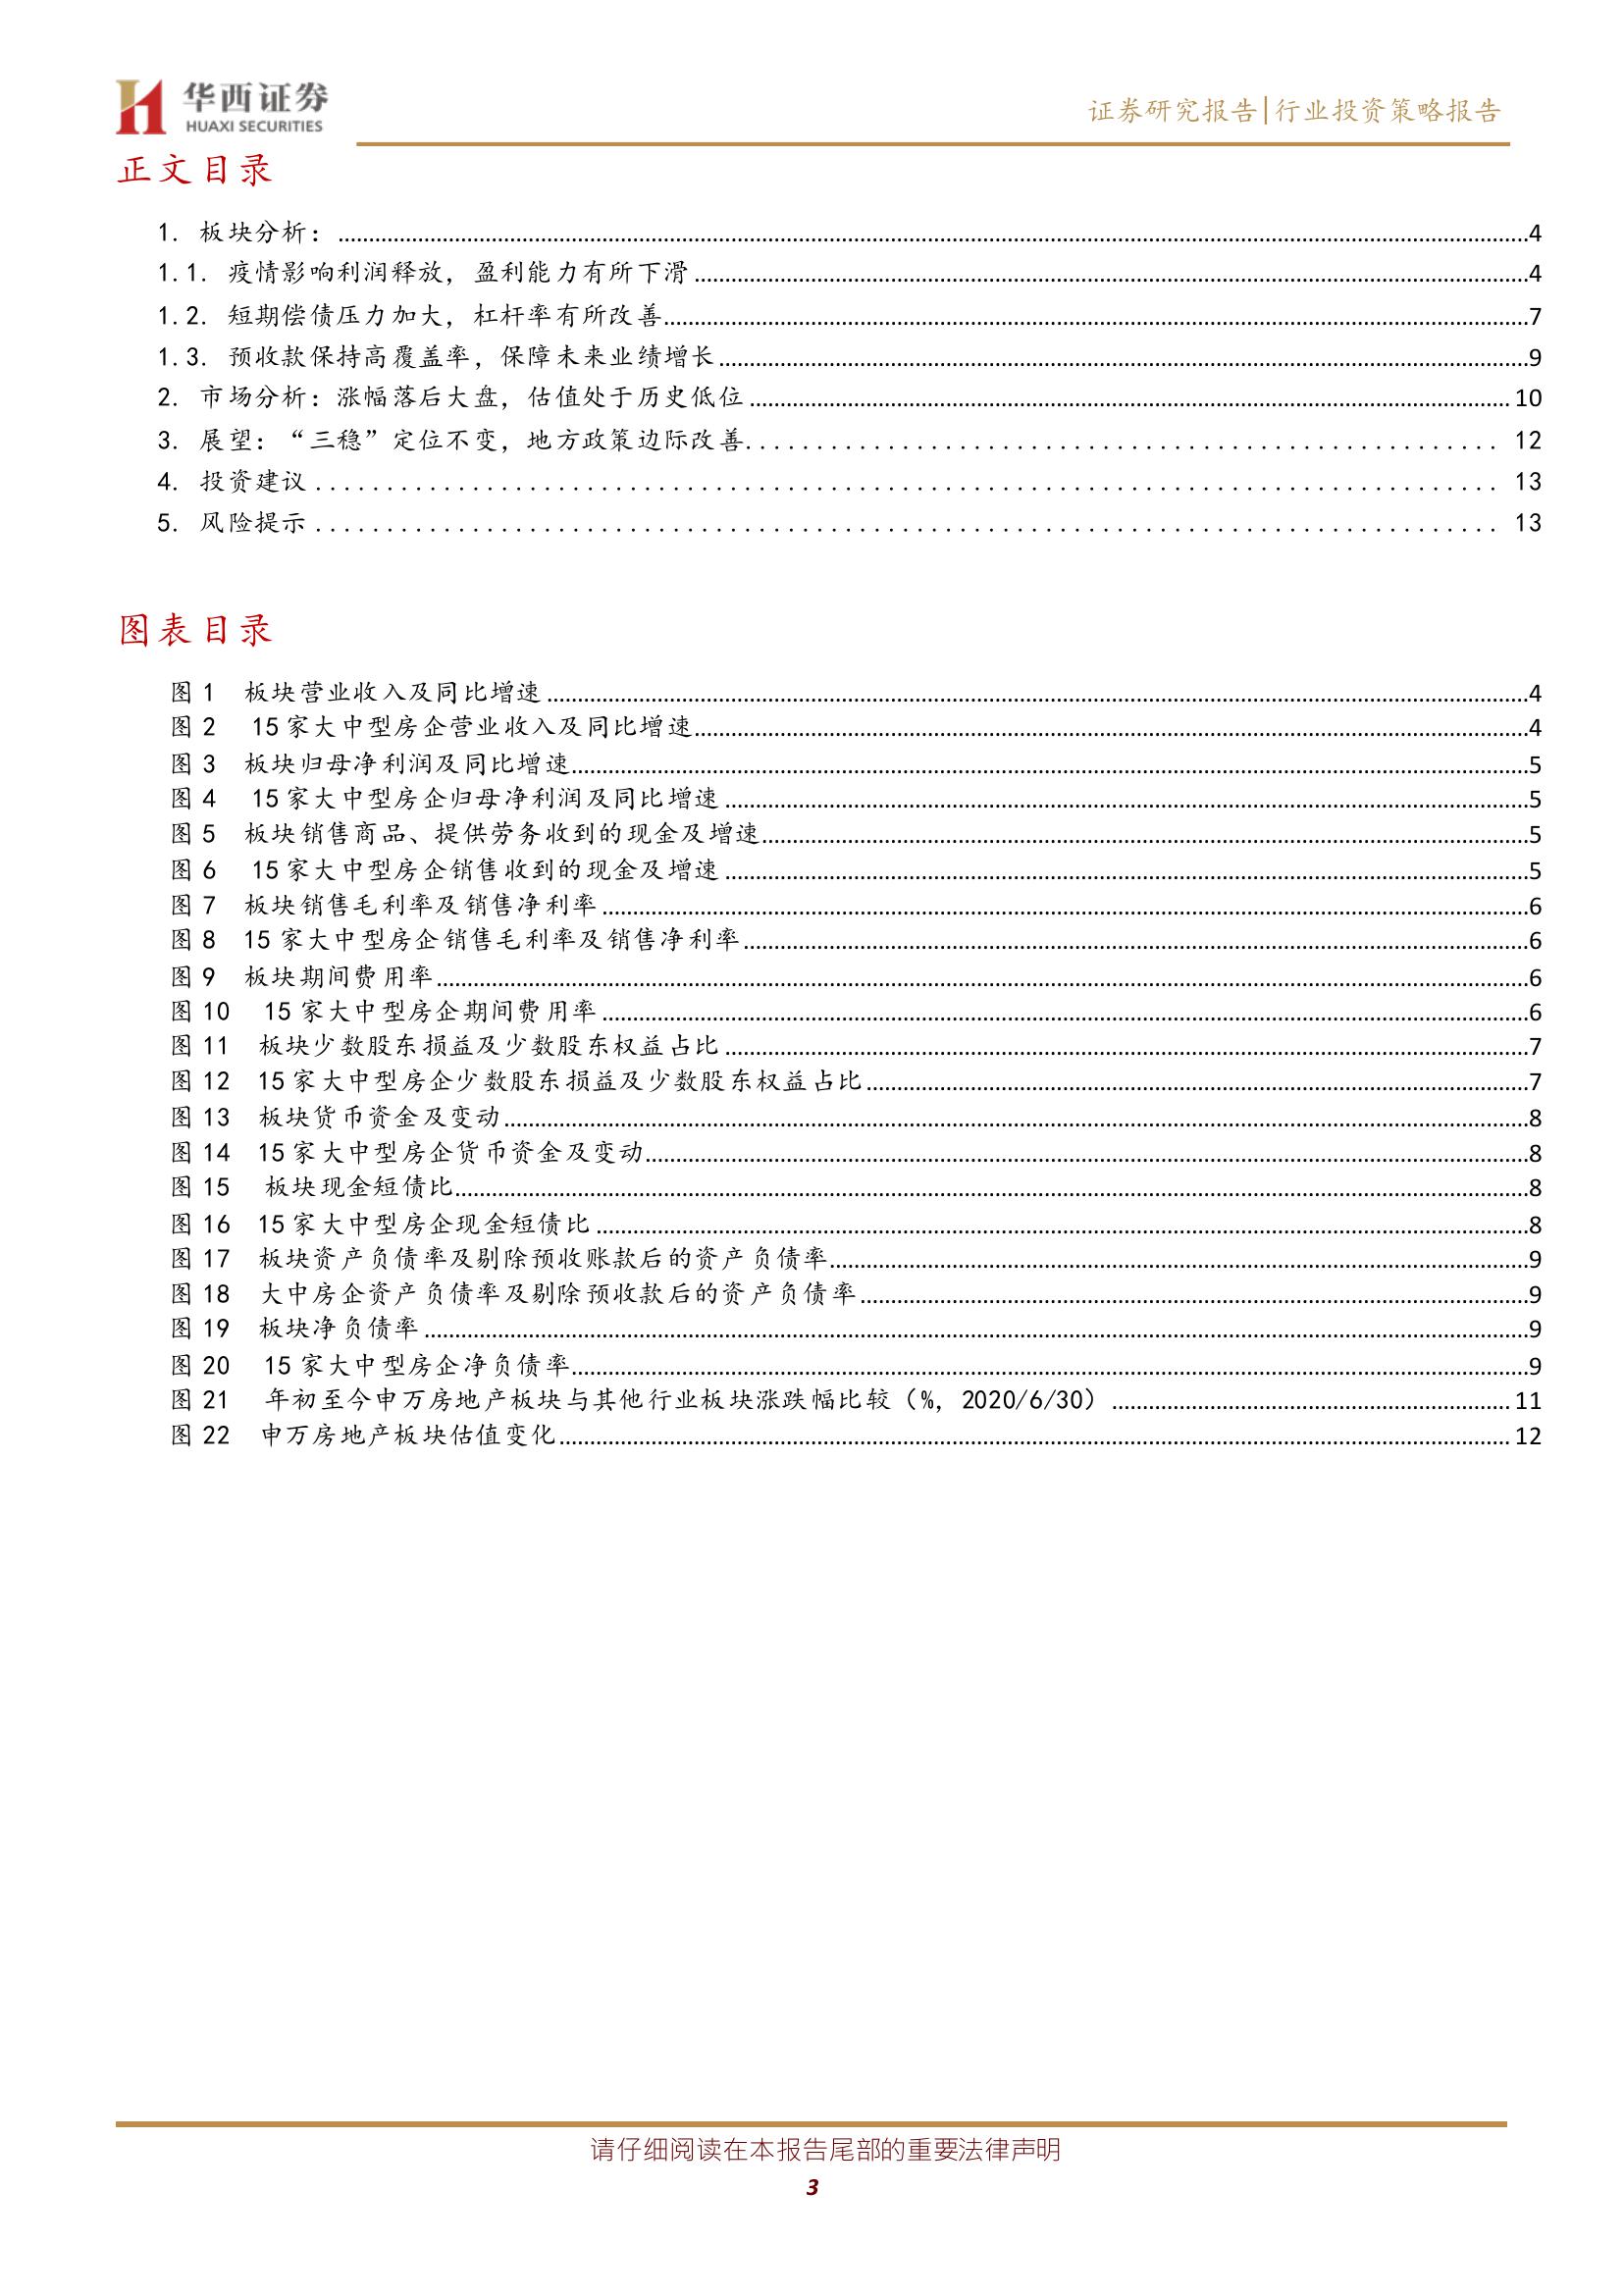 华西证券
HUAXI SECURITIES
证券研究报告|行业投资策略报告
正文目录
1. 板块分析：........4
1.1. 疫情影响利润释放，盈利能力有所下滑........4
1.2. 短期偿债压力加大，杠杆率有所改善........7
1.3. 预收款保持高覆盖率，保障未来业绩增长........9
2. 市场分析：涨幅落后大盘，估值处于历史低位........10
3. 展望：“三稳”定位不变，地方政策边际改善........12
4. 投资建议........13
5. 风险提示........13
图表目录
图 1 板块营业收入及同比增速........4
图 2 15 家大中型房企营业收入及同比增速........4
图 3 板块归母净利润及同比增速........5
图 4 15 家大中型房企归母净利润及同比增速........5
图 5 板块销售商品、提供劳务收到的现金及增速........5
图 6 15 家大中型房企销售收到的现金及增速........5
图 7 板块销售毛利率及销售净利率........6
图 8 15 家大中型房企销售毛利率及销售净利率........6
图 9 板块期间费用率........6
图 10 15 家大中型房企期间费用率........6
图 11 板块少数股东损益及少数股东权益占比........7
图 12 15 家大中型房企少数股东损益及少数股东权益占比........7
图 13 板块货币资金及变动........8
图 14 15 家大中型房企货币资金及变动........8
图 15 板块现金短债比........8
图 16 15 家大中型房企现金短债比........8
图 17 板块资产负债率及剔除预收账款后的资产负债率........9
图 18 大中房企资产负债率及剔除预收款后的资产负债率........9
图 19 板块净负债率........9
图 20 15 家大中型房企净负债率........9
图 21 年初至今申万房地产板块与其他行业板块涨跌幅比较（%，2020/6/30）........11
图 22 申万房地产板块估值变化........12
请仔细阅读在本报告尾部的重要法律声明
3